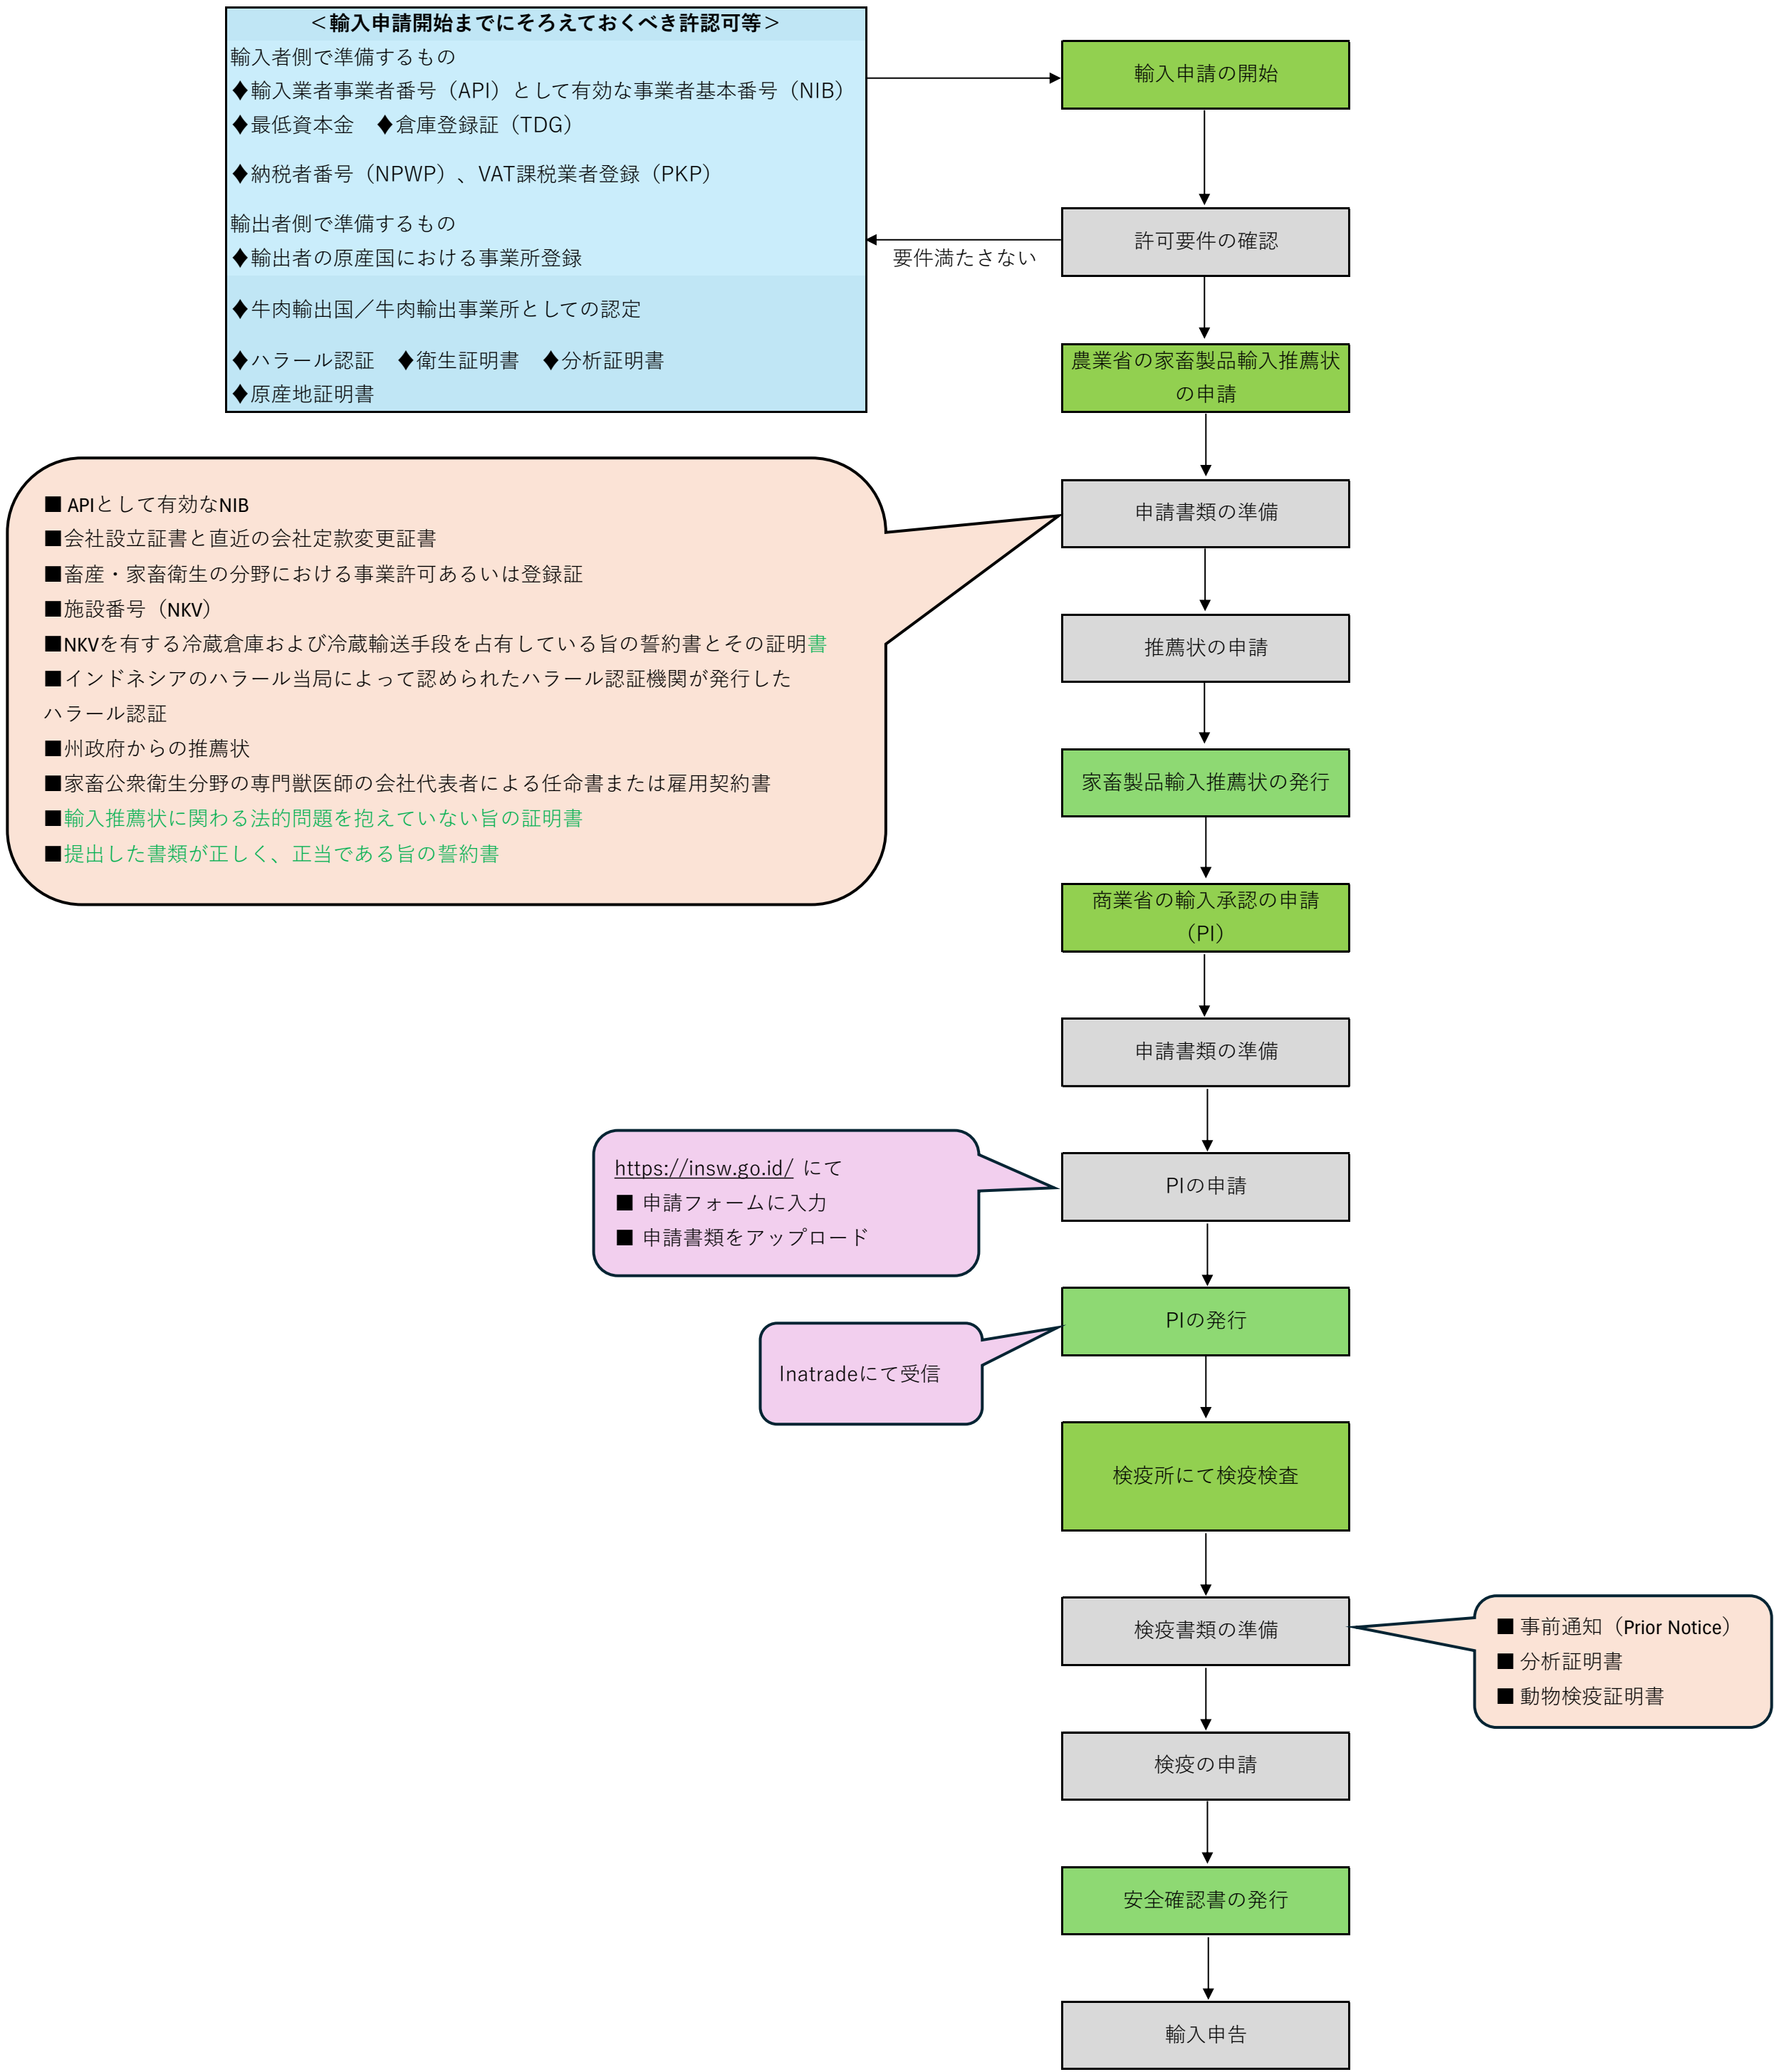 ＜輸入申請開始までにそろえておくべき許認可等＞
輸入者側で準備するもの
♦輸入業者事業者番号（API）として有効な事業者基本番号（NIB）
♦最低資本金　♦倉庫登録証（TDG）
♦納税者番号（NPWP）、VAT課税業者登録（PKP）
輸出者側で準備するもの
♦輸出者の原産国における事業所登録
♦牛肉輸出国／牛肉輸出事業所としての認定
♦ハラール認証　♦衛生証明書　♦分析証明書
♦原産地証明書
輸入申請の開始
許可要件の確認
要件満たさない
農業省の家畜製品輸入推薦状
の申請
申請書類の準備
■ APIとして有効なNIB
■会社設立証書と直近の会社定款変更証書
■畜産・家畜衛生の分野における事業許可あるいは登録証
■施設番号（NKV）
■NKVを有する冷蔵倉庫および冷蔵輸送手段を占有している旨の誓約書とその証明書
■インドネシアのハラール当局によって認められたハラール認証機関が発行した
ハラール認証
■州政府からの推薦状
■家畜公衆衛生分野の専門獣医師の会社代表者による任命書または雇用契約書
■輸入推薦状に関わる法的問題を抱えていない旨の証明書
■提出した書類が正しく、正当である旨の誓約書
推薦状の申請
家畜製品輸入推薦状の発行
商業省の輸入承認の申請
（PI）
申請書類の準備
PIの申請
https://insw.go.id/ にて
■ 申請フォームに入力
■ 申請書類をアップロード
PIの発行
Inatradeにて受信
検疫所にて検疫検査
検疫書類の準備
■ 事前通知（Prior Notice）
■ 分析証明書
■ 動物検疫証明書
検疫の申請
安全確認書の発行
輸入申告